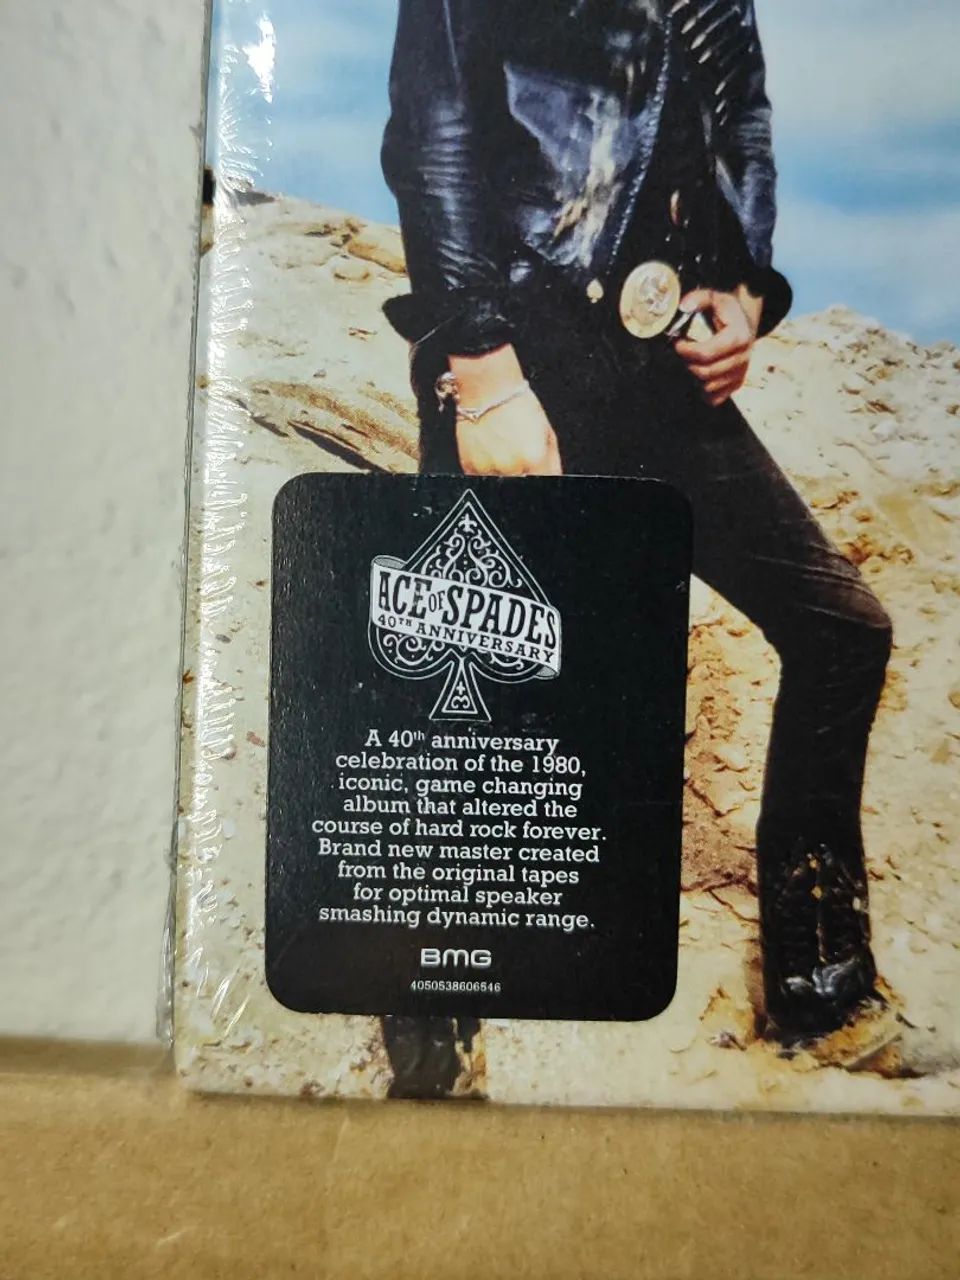 ACE OF SPADES
40TH ANNIVERSARY
A 40th anniversary
celebration of the 1980,
iconic, game changing
album that altered the
course of hard rock forever.
Brand new master created
from the original tapes
for optimal speaker
smashing dynamic range.
BMG
4050538606546